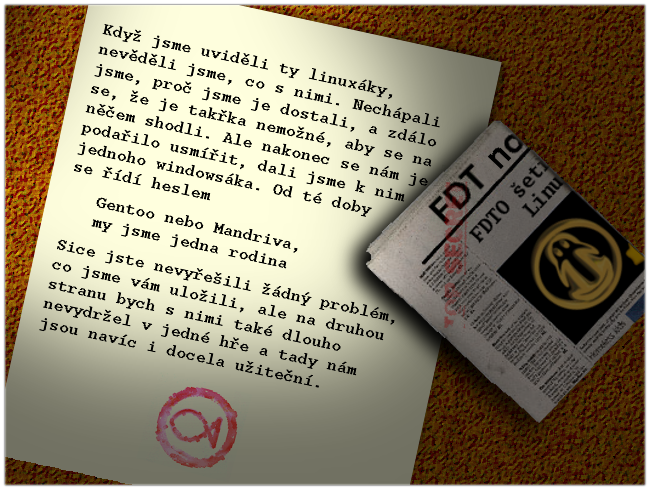 Když jsme uviděli ty linuxáky,
nevěděli jsme, co s nimi. Nechápali
jsme, proč jsme je dostali, a zdálo
se, že je takřka nemožné, aby se na
něčem shodli. Ale nakonec se nám je
podařilo usmířit, dali jsme k nim
jednoho windowsáka. Od té doby
se řídí heslem
Gentoo nebo Mandriva,
my jsme jedna rodina
Sice jste nevyřešili žádný problém,
co jsme vám uložili, ale na druhou
stranu bych s nimi také dlouho
nevydržel v jedné hře a tady nám
jsou navíc i docela užiteční.
FDT
FDTO